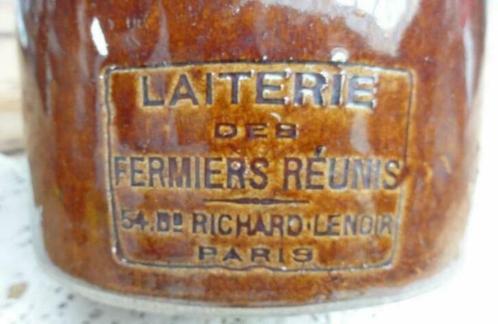 LAITERIE
DES
FERMIERS RÉUNIS
54.BD RICHARD·LENOIR
PARIS